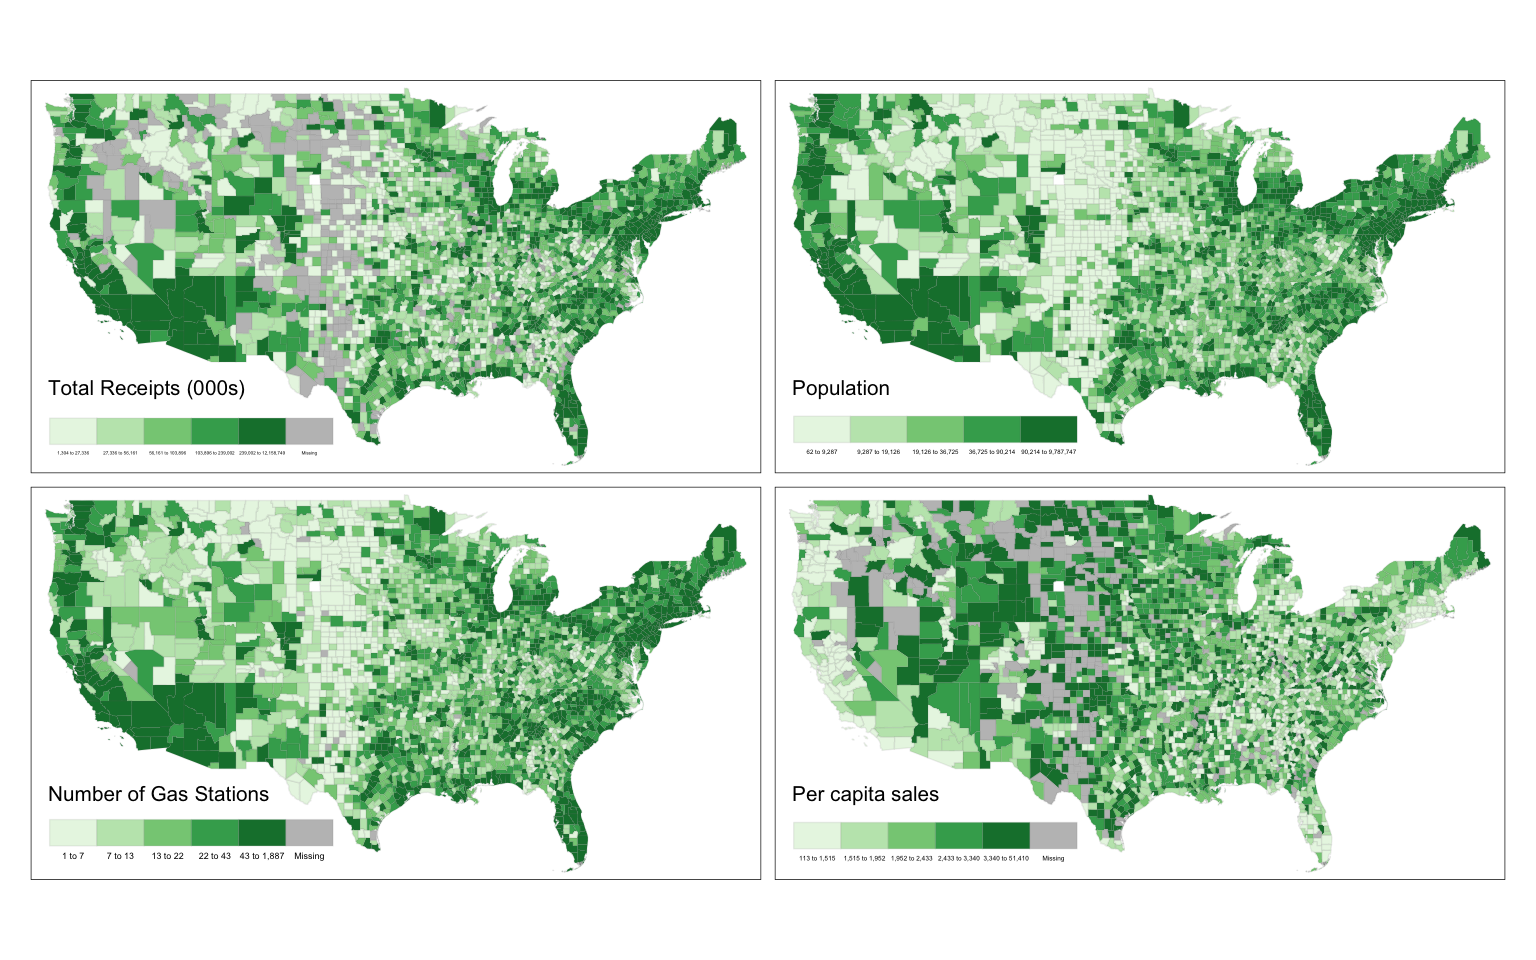 Total Receipts (000s)
1,304 to 27,336 27,336 to 56,161 56,161 to 103,896 103,896 to 239,092 239,092 to 12,158,749 Missing
Population
62 to 9,287 9,287 to 19,126 19,126 to 36,725 36,725 to 90,214 90,214 to 9,787,747
Number of Gas Stations
1 to 7 7 to 13 13 to 22 22 to 43 43 to 1,887 Missing
Per capita sales
113 to 1,515 1,515 to 1,952 1,952 to 2,433 2,433 to 3,340 3,340 to 51,410 Missing